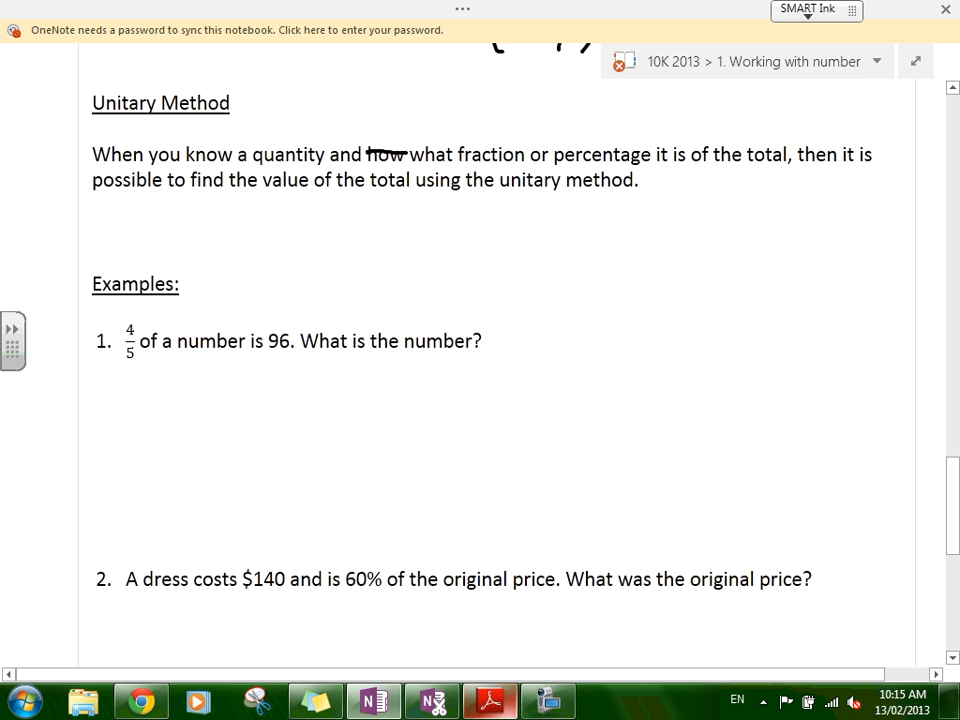 SMART Ink
OneNote needs a password to sync this notebook. Click here to enter your password.
10K 2013 > 1. Working with number
Unitary Method
When you know a quantity and how what fraction or percentage it is of the total, then it is
possible to find the value of the total using the unitary method.
Examples:
1. 4/5 of a number is 96. What is the number?
2. A dress costs $140 and is 60% of the original price. What was the original price?
EN
10:15 AM
13/02/2013